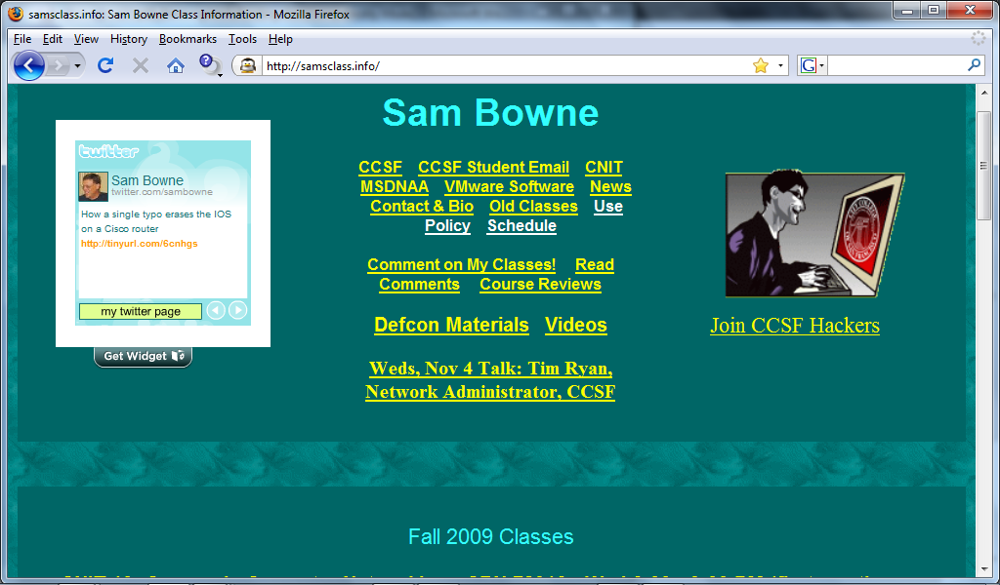 samsclass.info: Sam Bowne Class Information - Mozilla Firefox
File Edit View History Bookmarks Tools Help
http://samsclass.info/
G
Sam Bowne
twitter
Sam Bowne
twitter.com/sambowne
How a single typo erases the IOS
on a Cisco router
http://tinyurl.com/6cnhgs
my twitter page
Get Widget
CCSF CCSF Student Email CNIT
MSDNAA VMware Software News
Contact & Bio Old Classes Use
Policy Schedule
Comment on My Classes! Read
Comments Course Reviews
Defcon Materials Videos
Weds, Nov 4 Talk: Tim Ryan,
Network Administrator, CCSF
Join CCSF Hackers
Fall 2009 Classes